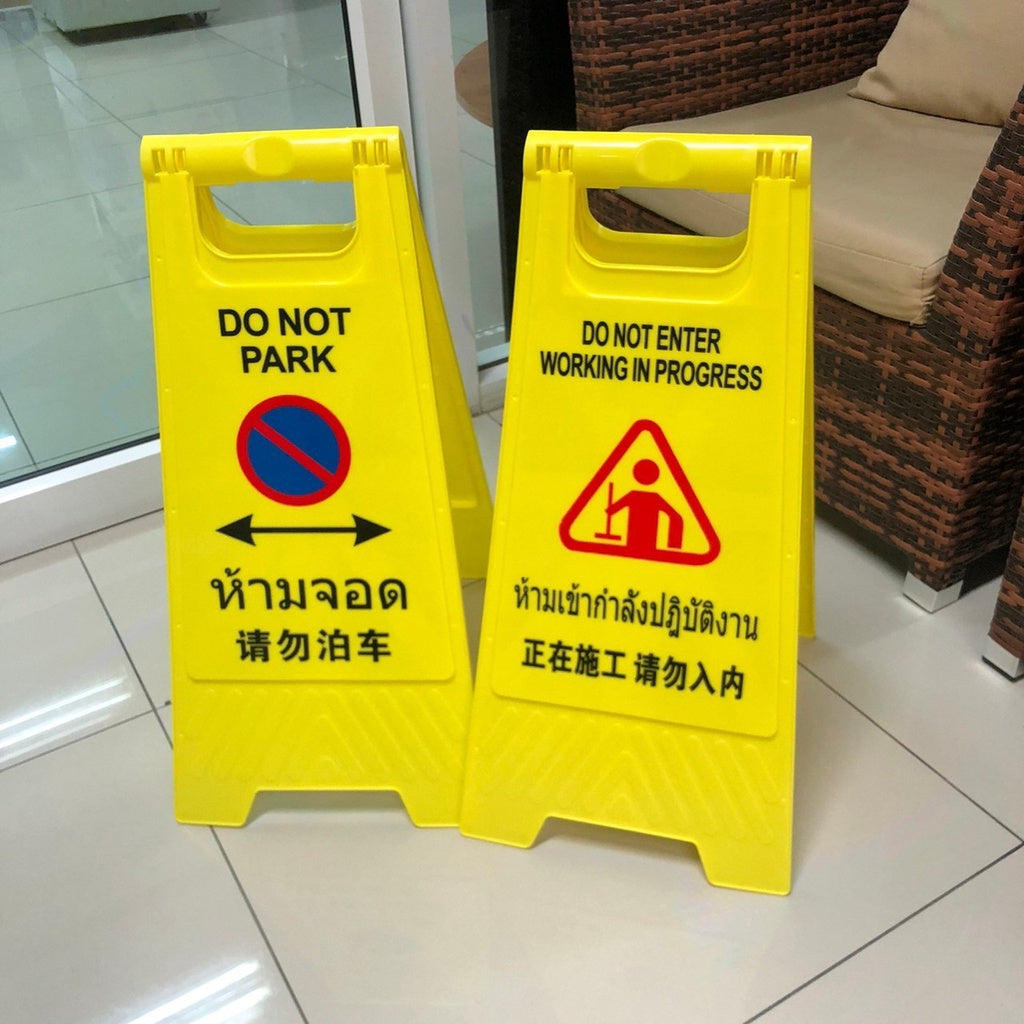 DO NOT
PARK
ห้ามจอด
请勿泊车
DO NOT ENTER
WORKING IN PROGRESS
ห้ามเข้ากำลังปฎิบัติงาน
正在施工 请勿入内